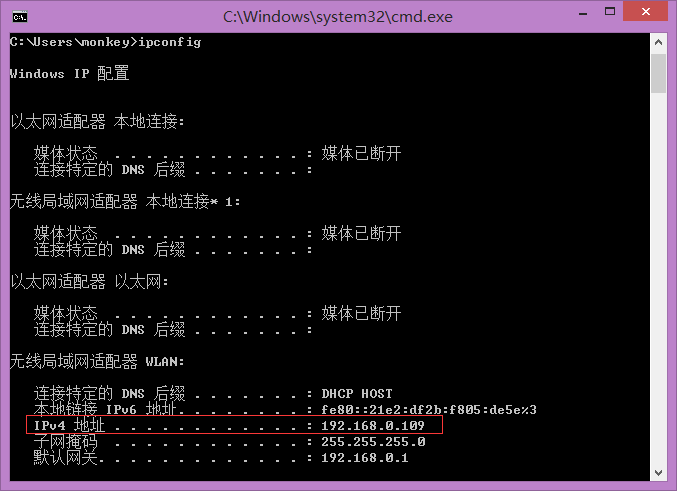 C:\Windows\system32\cmd.exe
C:\Users\monkey>ipconfig
Windows IP 配置
以太网适配器 本地连接:
媒体状态  . . . . . . . . . . . . : 媒体已断开
连接特定的 DNS 后缀 . . . . . . . :
无线局域网适配器 本地连接* 1:
媒体状态  . . . . . . . . . . . . : 媒体已断开
连接特定的 DNS 后缀 . . . . . . . :
以太网适配器 以太网:
媒体状态  . . . . . . . . . . . . : 媒体已断开
连接特定的 DNS 后缀 . . . . . . . :
无线局域网适配器 WLAN:
连接特定的 DNS 后缀 . . . . . . . : DHCP HOST
本地链接 IPv6 地址. . . . . . . . : fe80::21e2:df2b:f805:de5e%3
IPv4 地址 . . . . . . . . . . . . : 192.168.0.109
子网掩码  . . . . . . . . . . . . : 255.255.255.0
默认网关. . . . . . . . . . . . . : 192.168.0.1